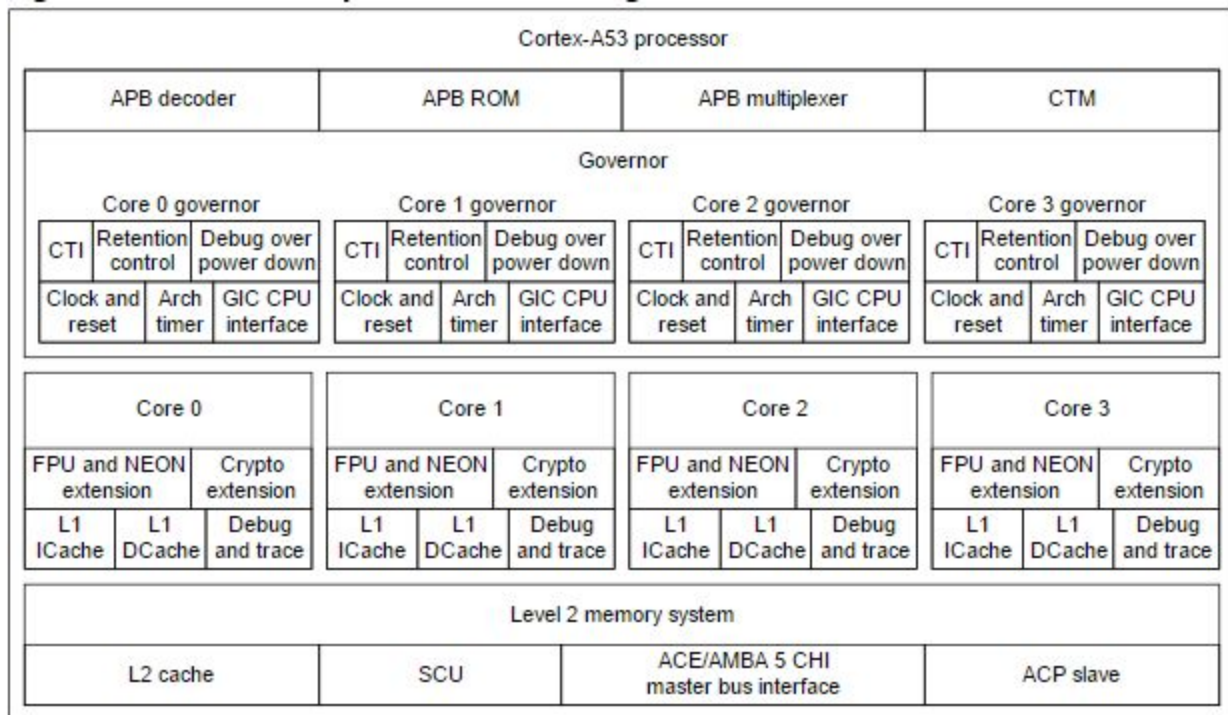 Cortex-A53 processor
APB decoder APB ROM APB multiplexer CTM
Governor
Core 0 governor Core 1 governor Core 2 governor Core 3 governor
CTI Retention control Debug over power down CTI Retention control Debug over power down CTI Retention control Debug over power down CTI Retention control Debug over power down
Clock and reset Arch timer GIC CPU interface Clock and reset Arch timer GIC CPU interface Clock and reset Arch timer GIC CPU interface Clock and reset Arch timer GIC CPU interface
Core 0 Core 1 Core 2 Core 3
FPU and NEON extension Crypto extension FPU and NEON extension Crypto extension FPU and NEON extension Crypto extension FPU and NEON extension Crypto extension
L1 ICache L1 DCache Debug and trace L1 ICache L1 DCache Debug and trace L1 ICache L1 DCache Debug and trace L1 ICache L1 DCache Debug and trace
Level 2 memory system
L2 cache SCU ACE/AMBA 5 CHI master bus interface ACP slave